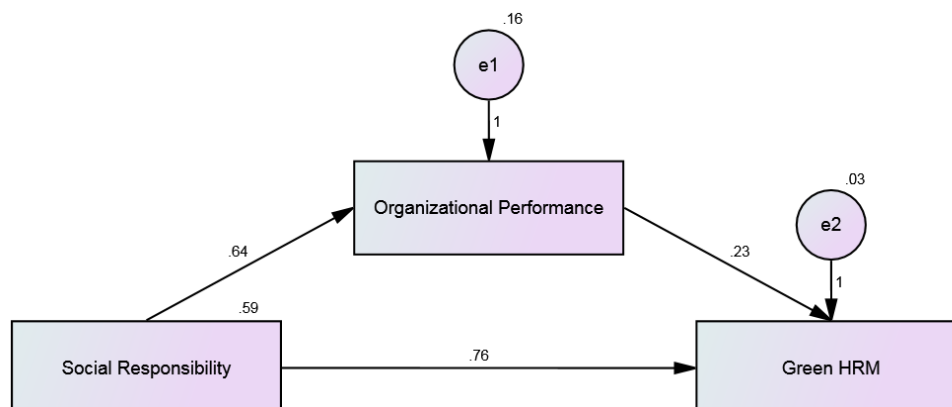 .16
e1
1
Organizational Performance
.03
e2
.64
.23
1
.59
Social Responsibility
.76
Green HRM